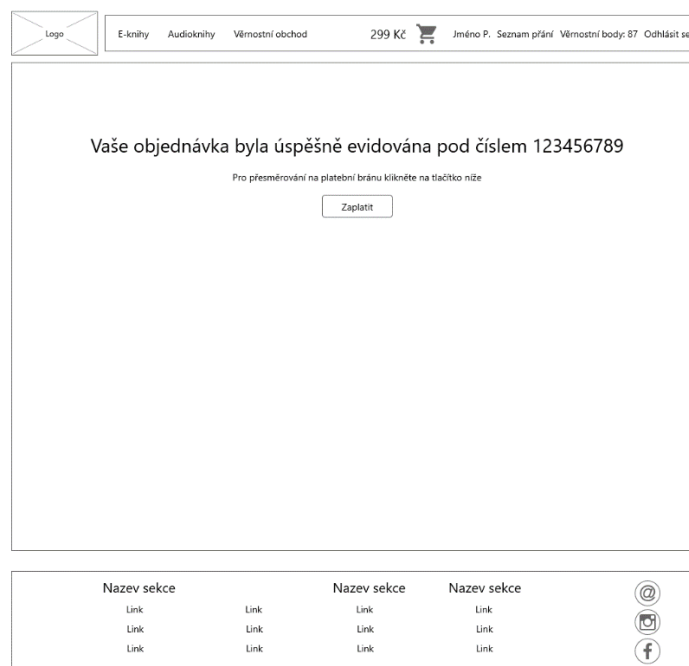 Logo
E-knihy Audioknihy Věrnostní obchod 299 Kč Jméno P. Seznam přání Věrnostní body: 87 Odhlásit se
Vaše objednávka byla úspěšně evidována pod číslem 123456789
Pro přesměrování na platební bránu klikněte na tlačítko níže
Zaplatit
Nazev sekce Nazev sekce Nazev sekce
Link Link Link Link
Link Link Link Link
Link Link Link Link